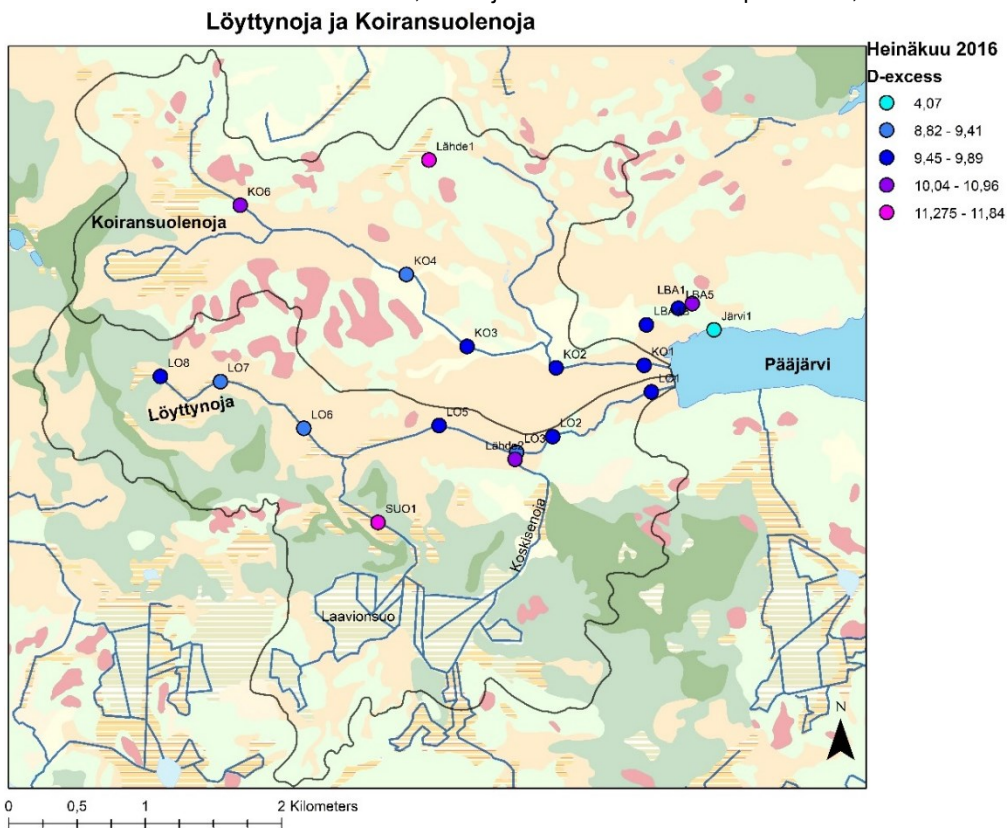 Löyttynoja ja Koiransuolenoja
Heinäkuu 2016
D-excess
4,07
8,82 - 9,41
9,45 - 9,89
10,04 - 10,96
11,275 - 11,84
Lähde1
KO6
Koiransuolenoja
KO4
LBA1
LBA5
Järvi1
KO3
KO2
KO1
Pääjärvi
LO8
LO7
LO1
Löyttynoja
LO6
LO5
LO2
LO3
Lähde2
SUO1
Koskisenoja
Laavionsuo
N
0 0,5 1 2 Kilometers